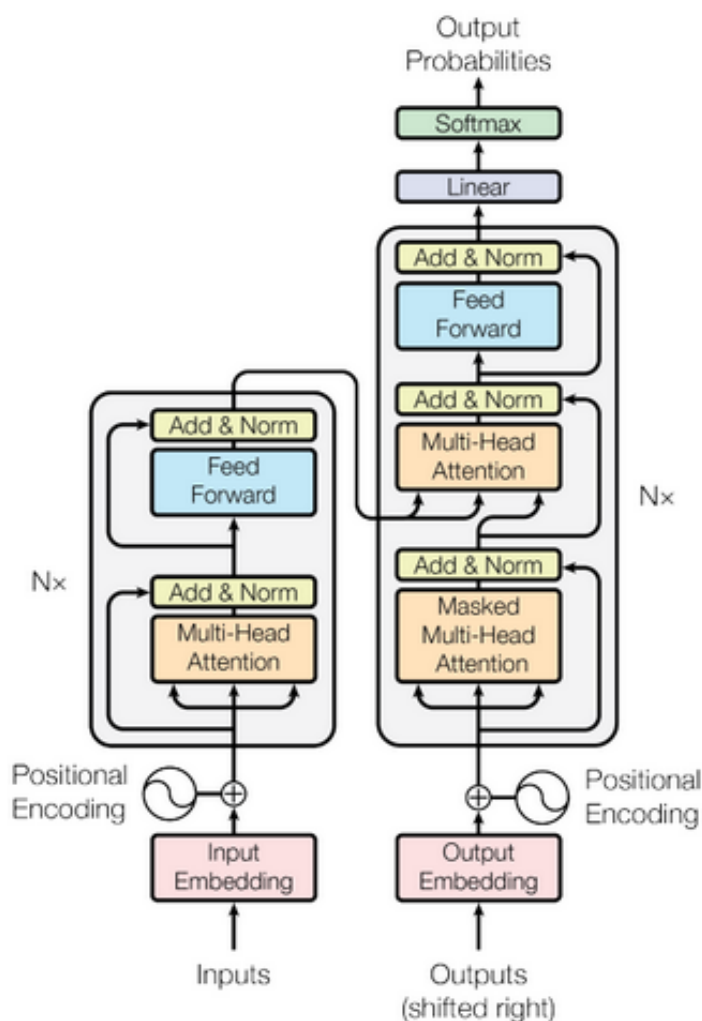 Output
Probabilities
Softmax
Linear
Add & Norm
Feed
Forward
Add & Norm
Multi-Head
Attention
Add & Norm
Masked
Multi-Head
Attention
Nx
Add & Norm
Feed
Forward
Add & Norm
Multi-Head
Attention
Nx
Positional
Encoding
Positional
Encoding
Input
Embedding
Output
Embedding
Inputs
Outputs
(shifted right)